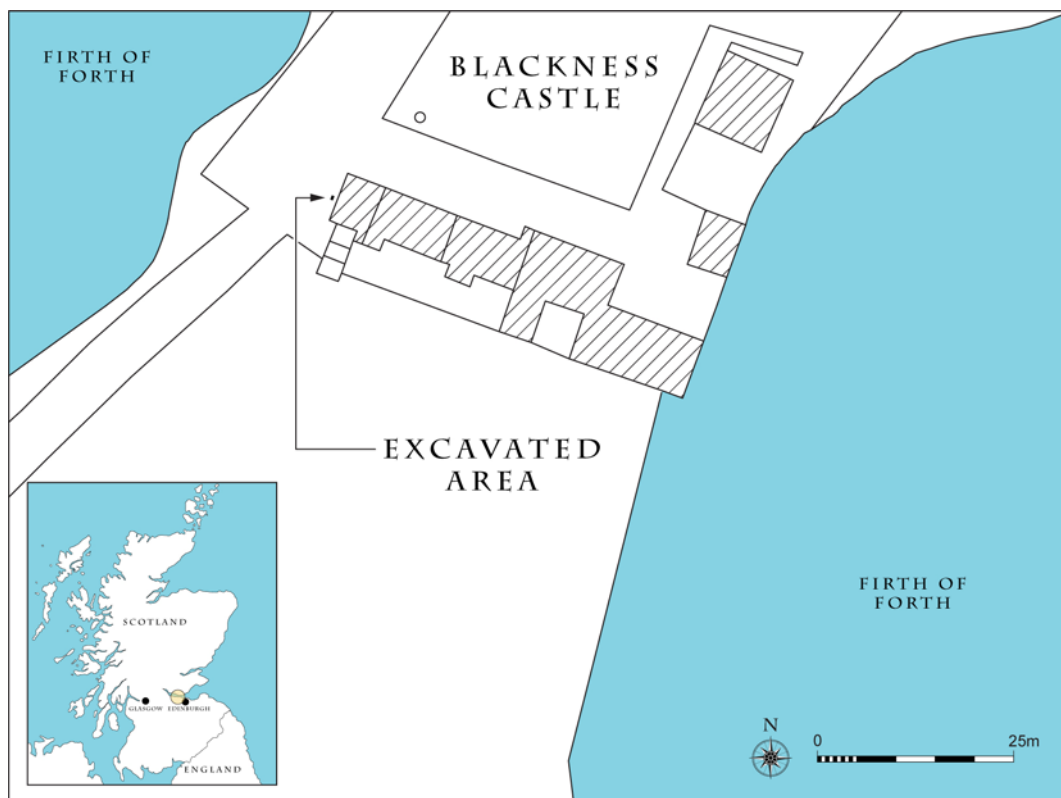 FIRTH OF
FORTH
BLACKNESS
CASTLE
EXCAVATED
AREA
FIRTH OF
FORTH
SCOTLAND
GLASGOW EDINBURGH
ENGLAND
N
0 25m